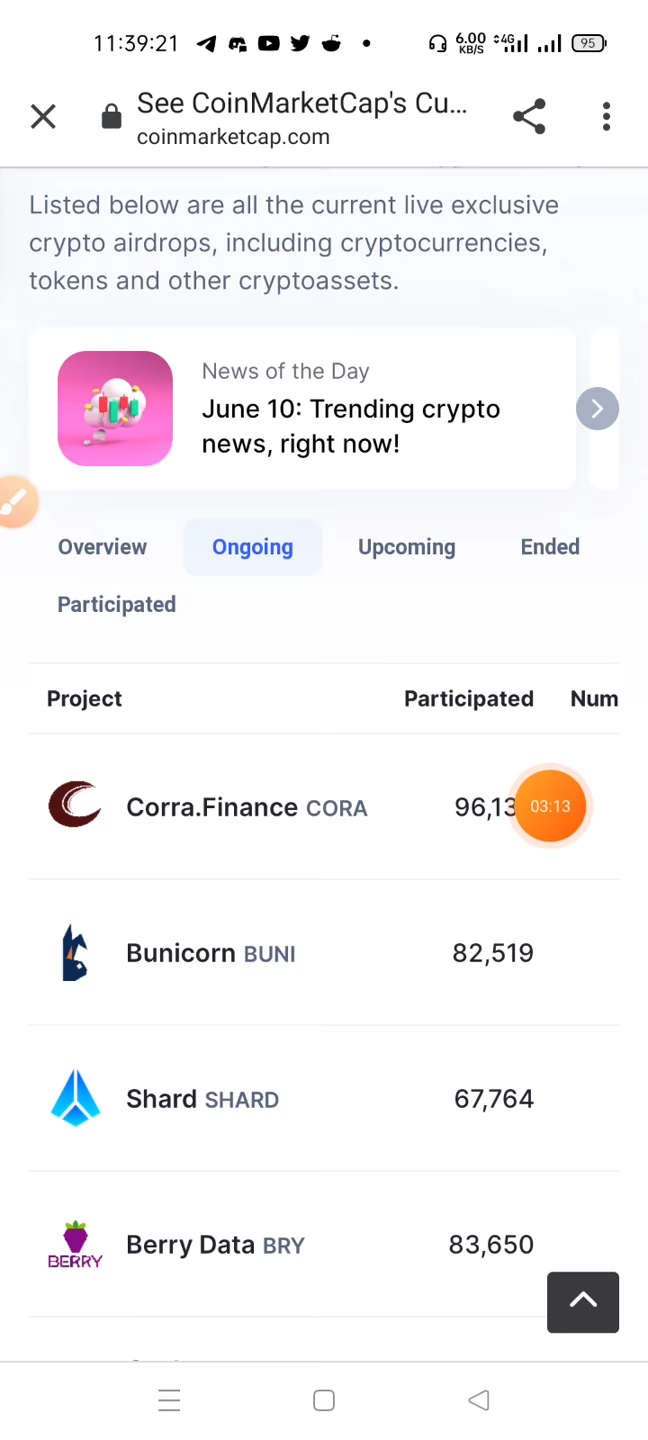 11:39:21
6.00
KB/S
4G
95
See CoinMarketCap's Cu...
coinmarketcap.com
Listed below are all the current live exclusive
crypto airdrops, including cryptocurrencies,
tokens and other cryptoassets.
News of the Day
June 10: Trending crypto
news, right now!
Overview Ongoing Upcoming Ended
Participated
Project Participated Num
Corra.Finance CORA 96,13
03:13
Bunicorn BUNI 82,519
Shard SHARD 67,764
BERRY
Berry Data BRY 83,650